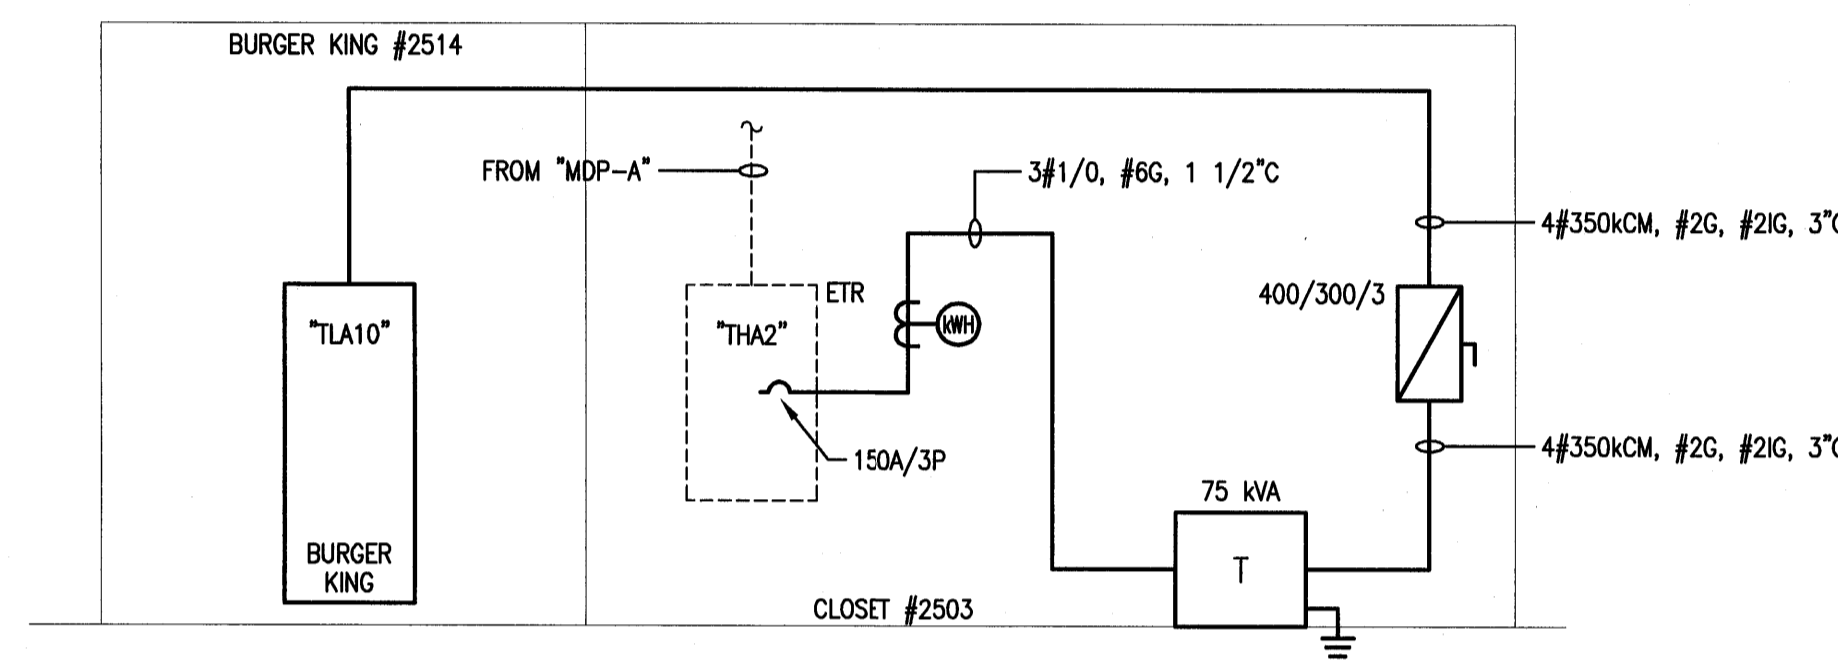 BURGER KING #2514
FROM "MDP-A"
3#1/0, #6G, 1 1/2"C
4#350kCM, #2G, #2IG, 3"C
ETR
400/300/3
"TLA10"
"THA2"
kWH
4#350kCM, #2G, #2IG, 3"C
150A/3P
75 kVA
BURGER
KING
T
CLOSET #2503